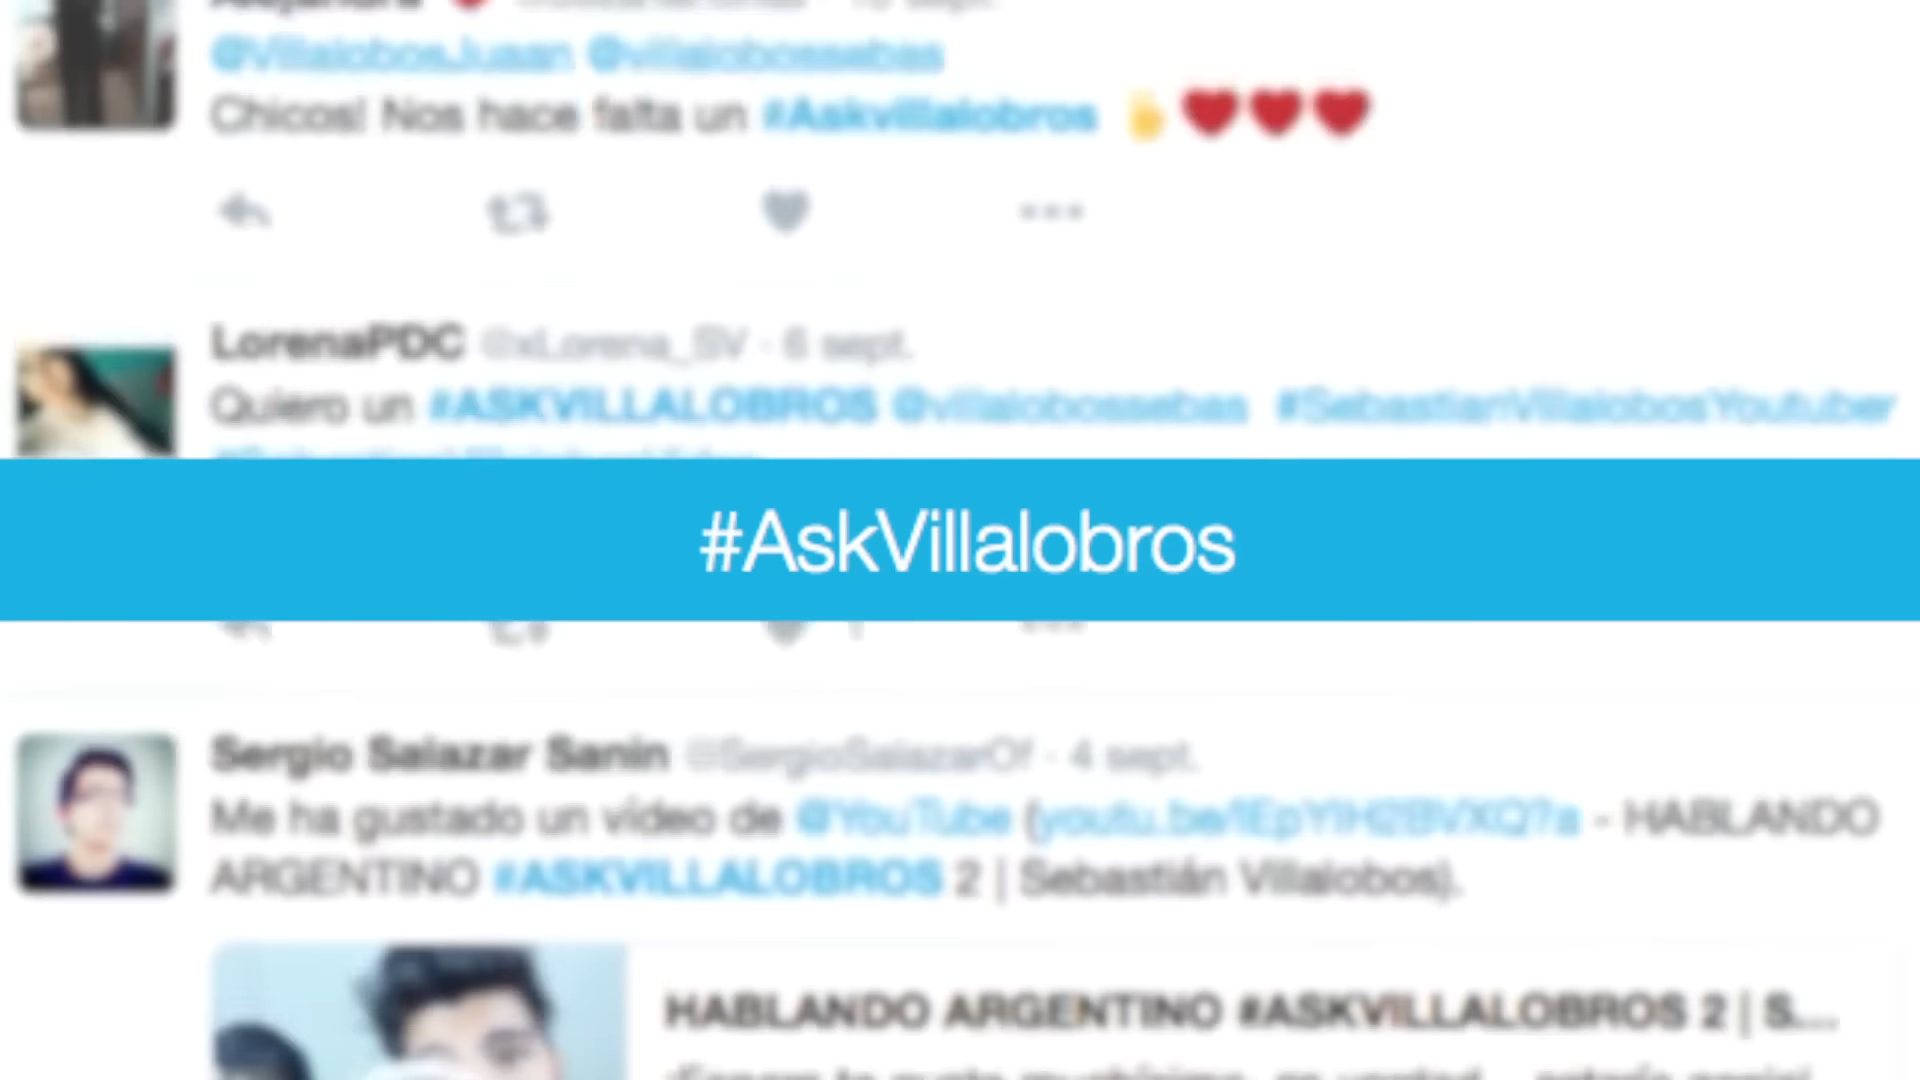 @VillalobosJuaan @villalobossebas
Chicos! Nos hace falta un #Askvillalobros
LorenaPDC @xLorena_SV · 6 sept.
Quiero un #ASKVILLALOBROS @villalobossebas #SebastianVillalobosYoutuber
#AskVillalobros
Sergio Salazar Sanin @SergioSalazarOf · 4 sept.
Me ha gustado un vídeo de @YouTube - HABLANDO
ARGENTINO #ASKVILLALOBROS 2 | Sebastián Villalobos).
HABLANDO ARGENTINO #ASKVILLALOBROS 2 | S...